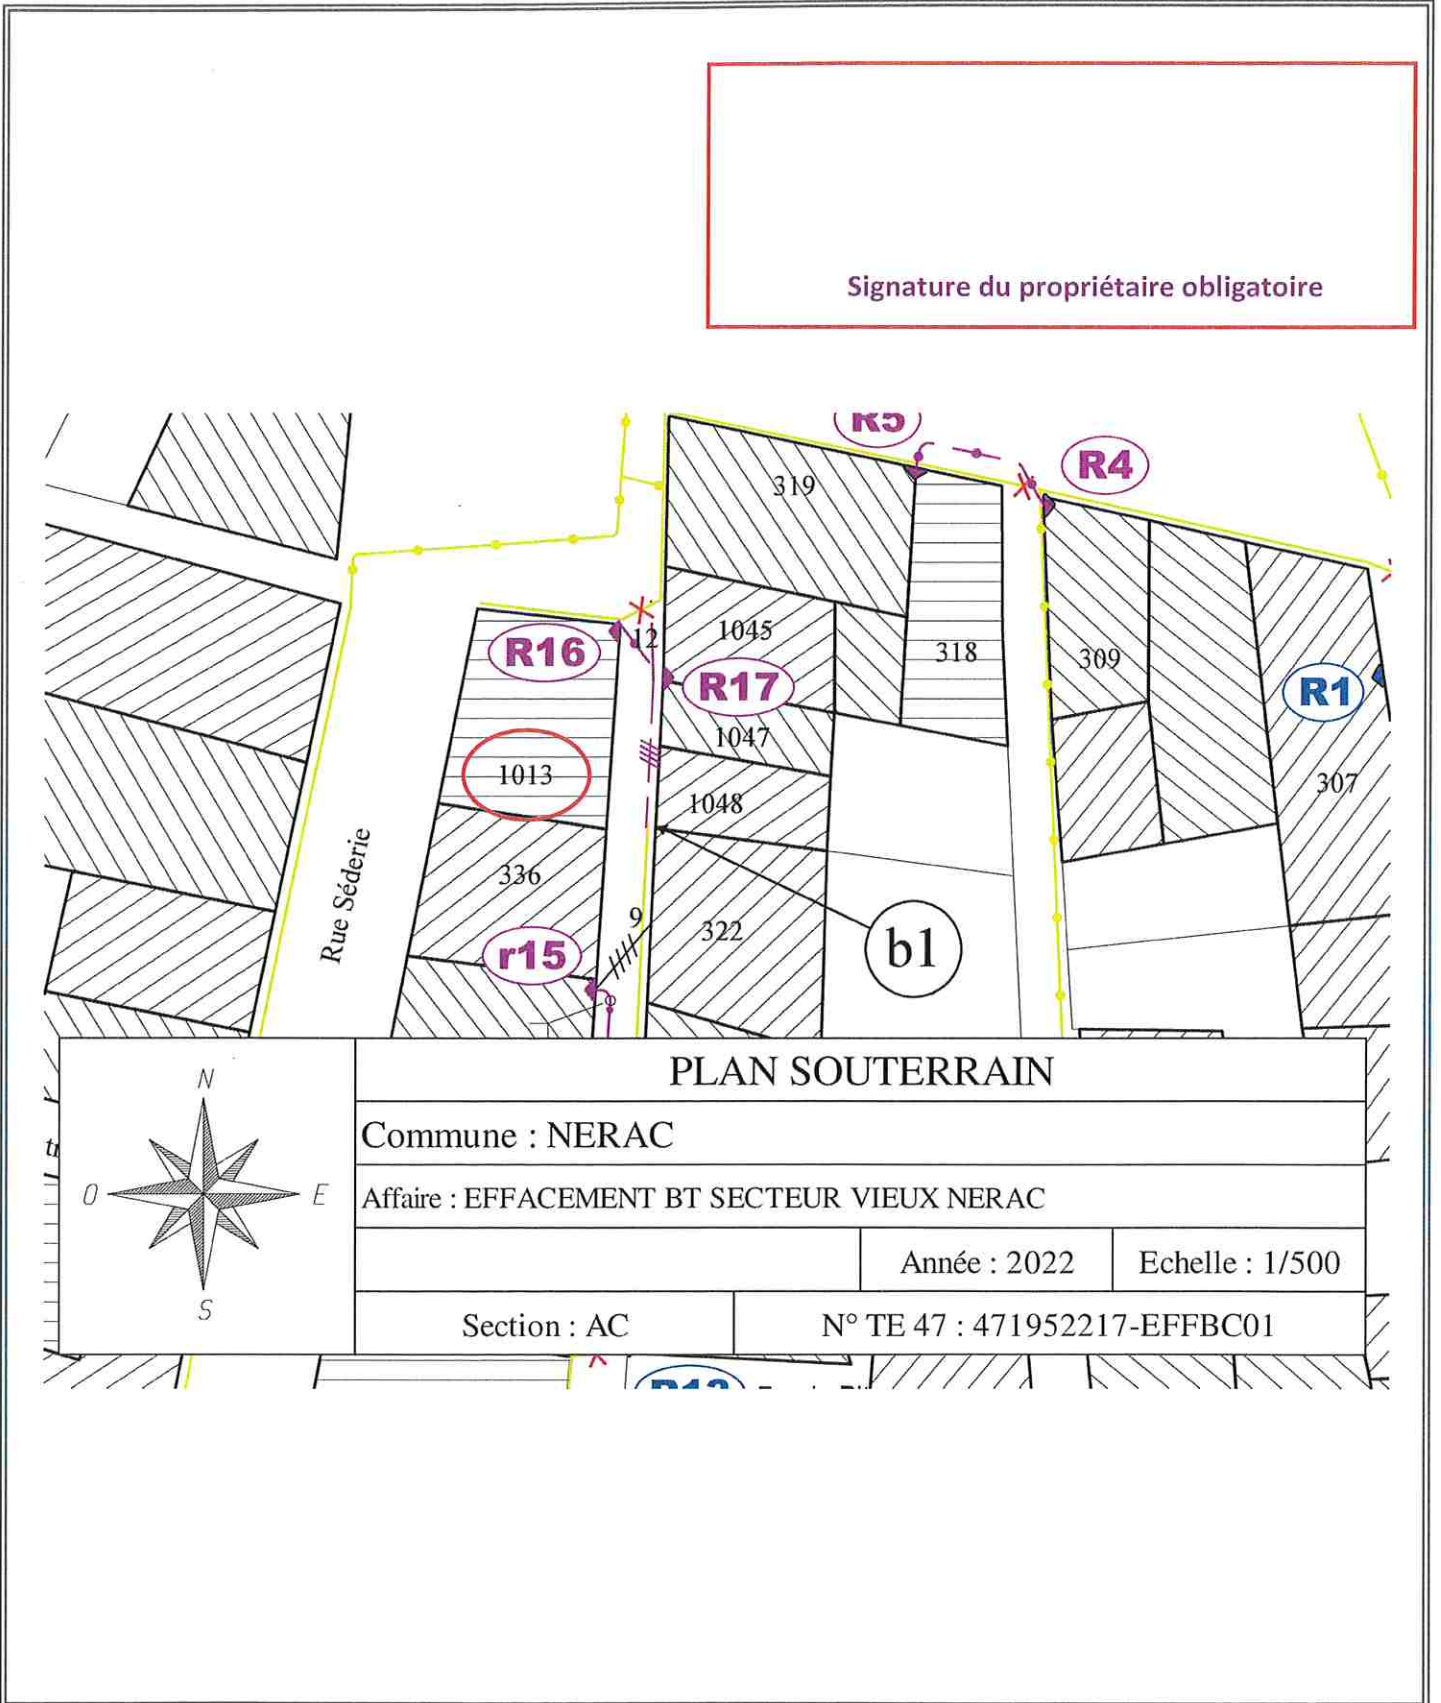 Signature du propriétaire obligatoire
R5
R4
319
12
1045
R16
R17
318
309
R1
1047
1013
1048
307
Rue Séderie
336
9
322
b1
r15
PLAN SOUTERRAIN
N
Commune : NERAC
O
E
Affaire : EFFACEMENT BT SECTEUR VIEUX NERAC
Année : 2022
Echelle : 1/500
S
Section : AC
N° TE 47 : 471952217-EFFBC01